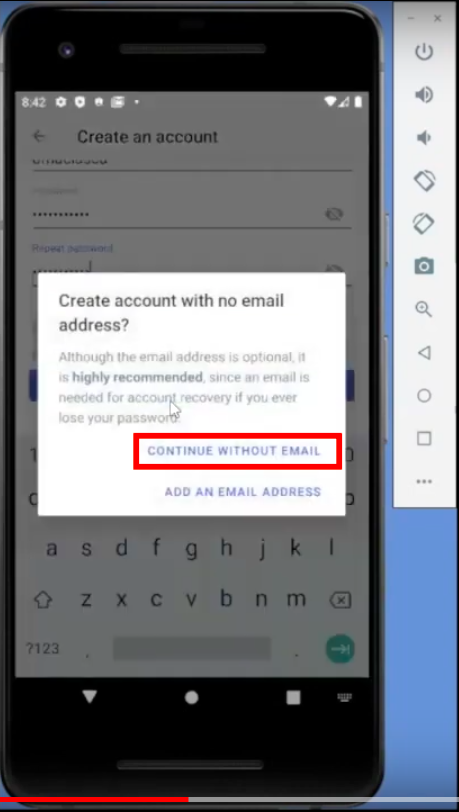 8:42
Create an account
Repeat password
Create account with no email
address?
Although the email address is optional, it
is highly recommended, since an email is
needed for account recovery if you ever
lose your password!
CONTINUE WITHOUT EMAIL
ADD AN EMAIL ADDRESS
a s d f g h j k l
z x c v b n m
?123 , .